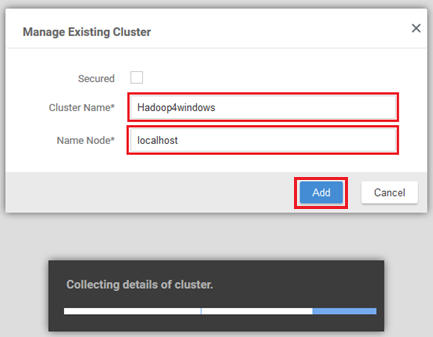 Manage Existing Cluster
Secured
Cluster Name*
Hadoop4windows
Name Node*
localhost
Add
Cancel
Collecting details of cluster.